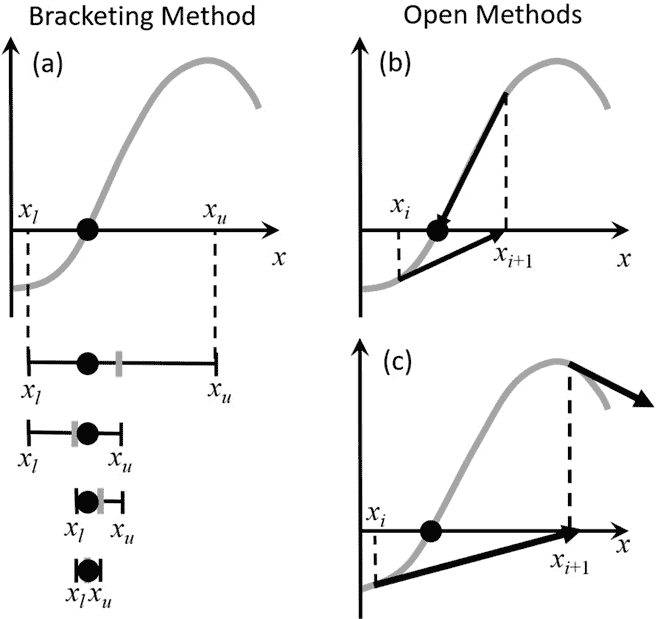 Bracketing Method
Open Methods
(a)
x_l
x_u
x
x_l
x_u
x_l
x_u
x_l
x_u
x_l x_u
(b)
x_i
x_{i+1}
x
(c)
x_i
x_{i+1}
x